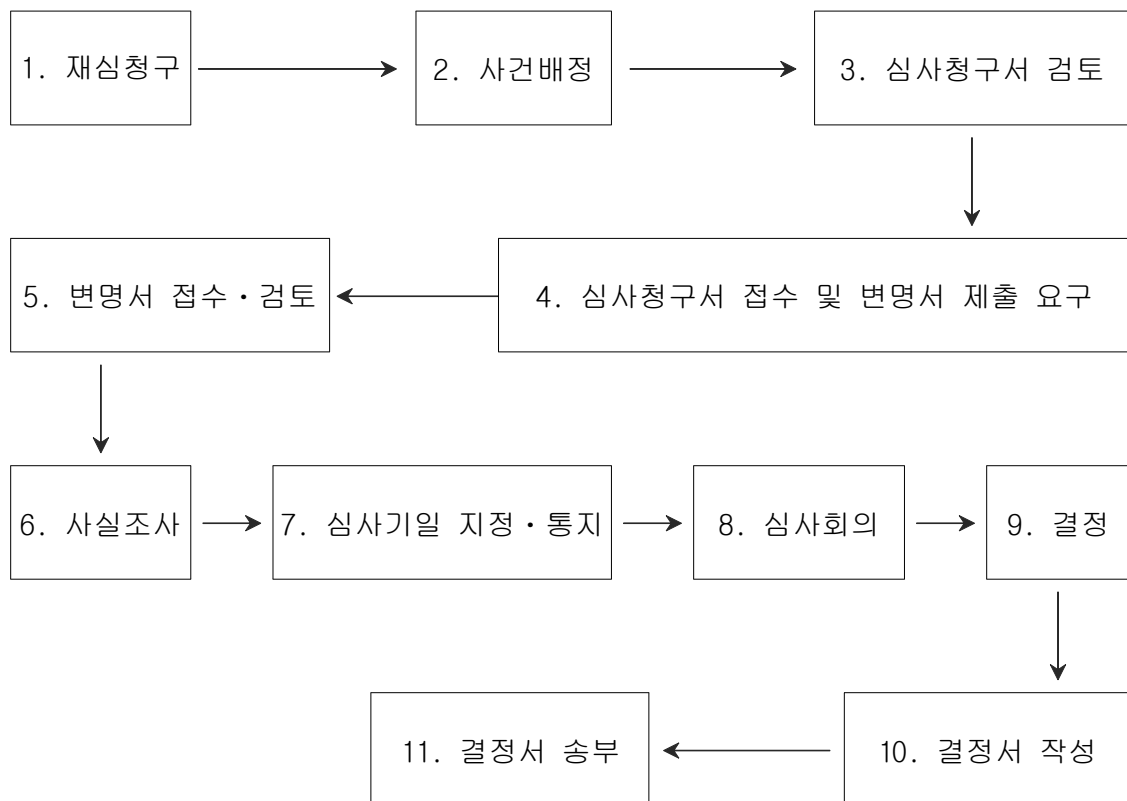 1. 재심청구
2. 사건배정
3. 심사청구서 검토
4. 심사청구서 접수 및 변명서 제출 요구
5. 변명서 접수・검토
6. 사실조사
7. 심사기일 지정・통지
8. 심사회의
9. 결정
10. 결정서 작성
11. 결정서 송부